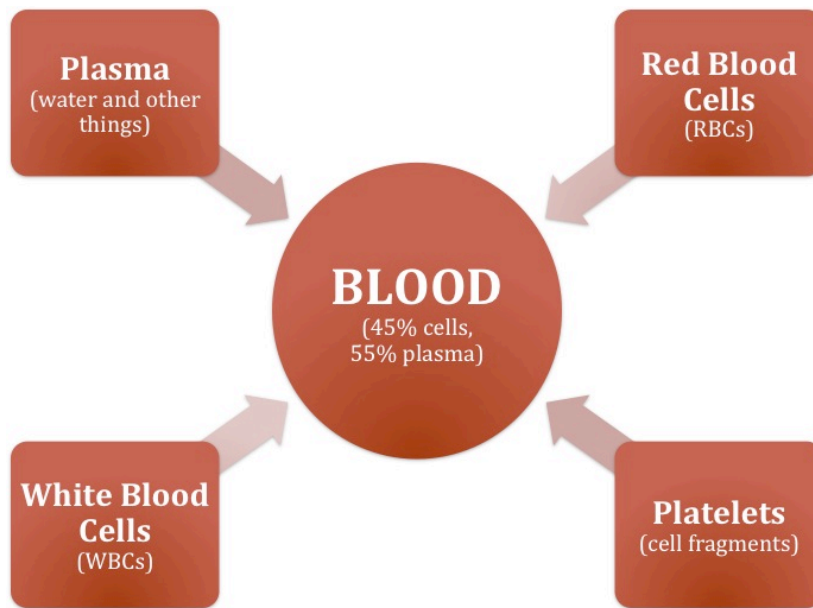 Plasma
(water and other
things)
Red Blood
Cells
(RBCs)
BLOOD
(45% cells,
55% plasma)
White Blood
Cells
(WBCs)
Platelets
(cell fragments)